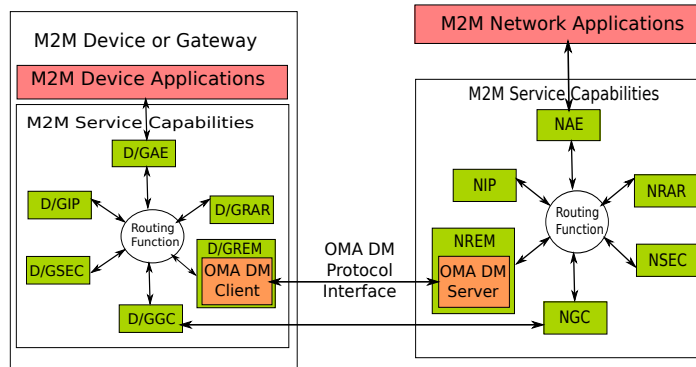 M2M Device or Gateway
M2M Device Applications
M2M Service Capabilities
D/GAE
D/GIP
D/GRAR
Routing
Function
D/GSEC
D/GREM
OMA DM
Client
D/GGC
OMA DM
Protocol
Interface
M2M Network Applications
M2M Service Capabilities
NAE
NIP
NRAR
Routing
Function
NREM
OMA DM
Server
NSEC
NGC